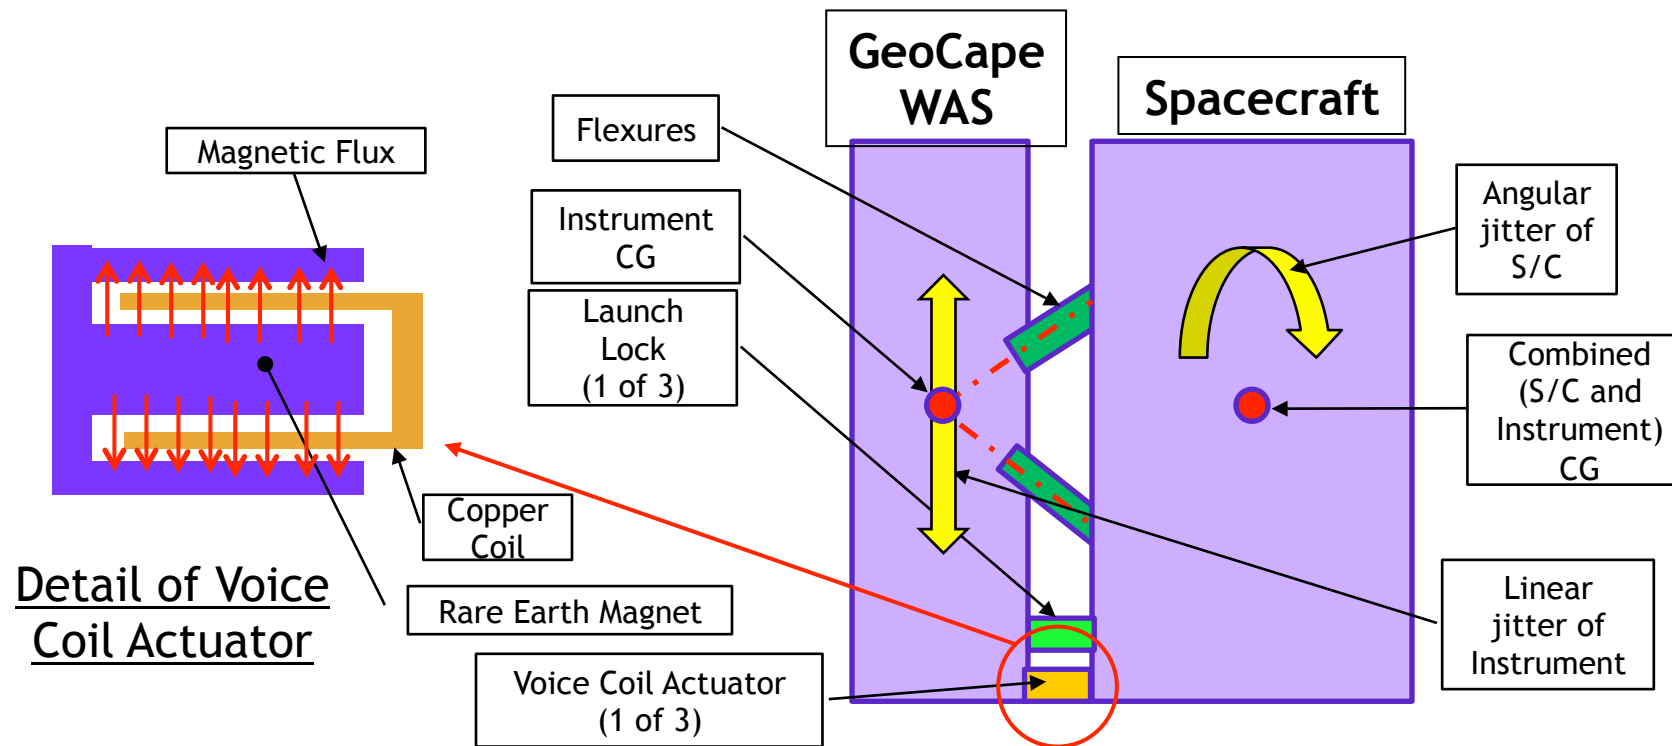 GeoCape
WAS
Spacecraft
Flexures
Magnetic Flux
Instrument
CG
Angular
jitter of
S/C
Launch
Lock
(1 of 3)
Combined
(S/C and
Instrument)
CG
Copper
Coil
Detail of Voice
Coil Actuator
Rare Earth Magnet
Linear
jitter of
Instrument
Voice Coil Actuator
(1 of 3)